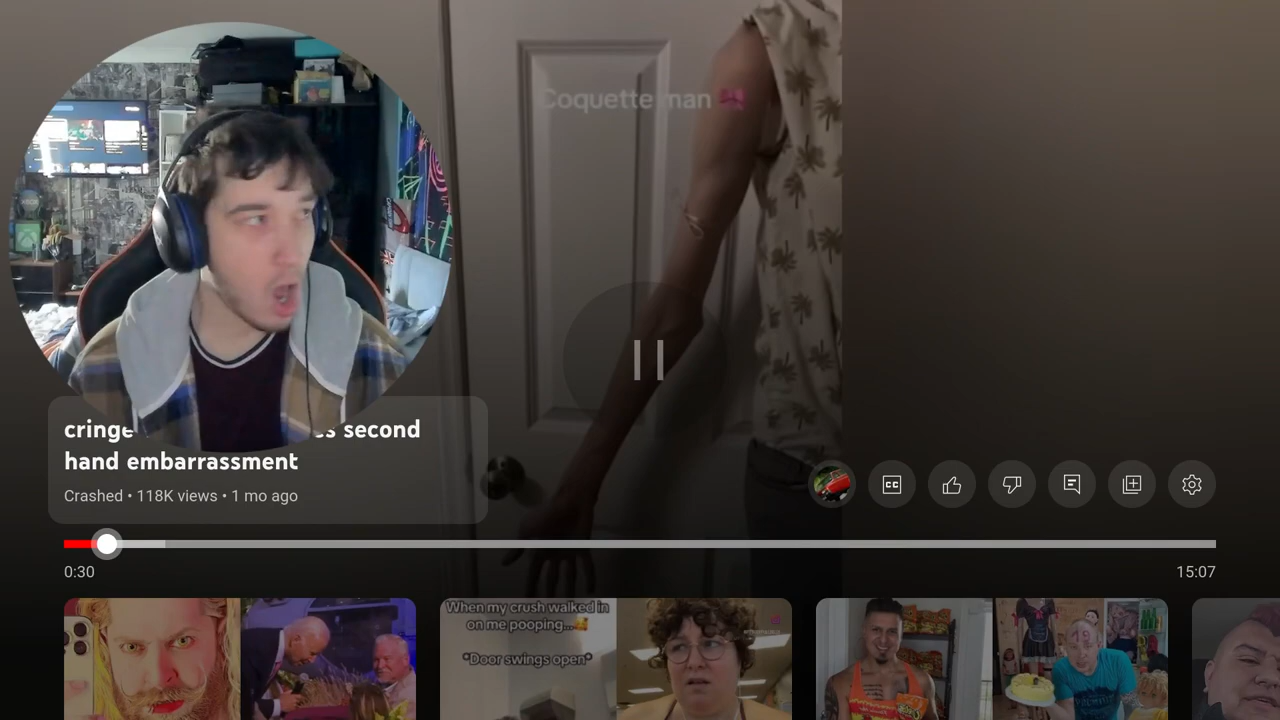 Coquette man
cringe s second
hand embarrassment
Crashed • 118K views • 1 mo ago
CC
0:30
15:07
When my crush walked in
on me pooping...
*Door swings open*